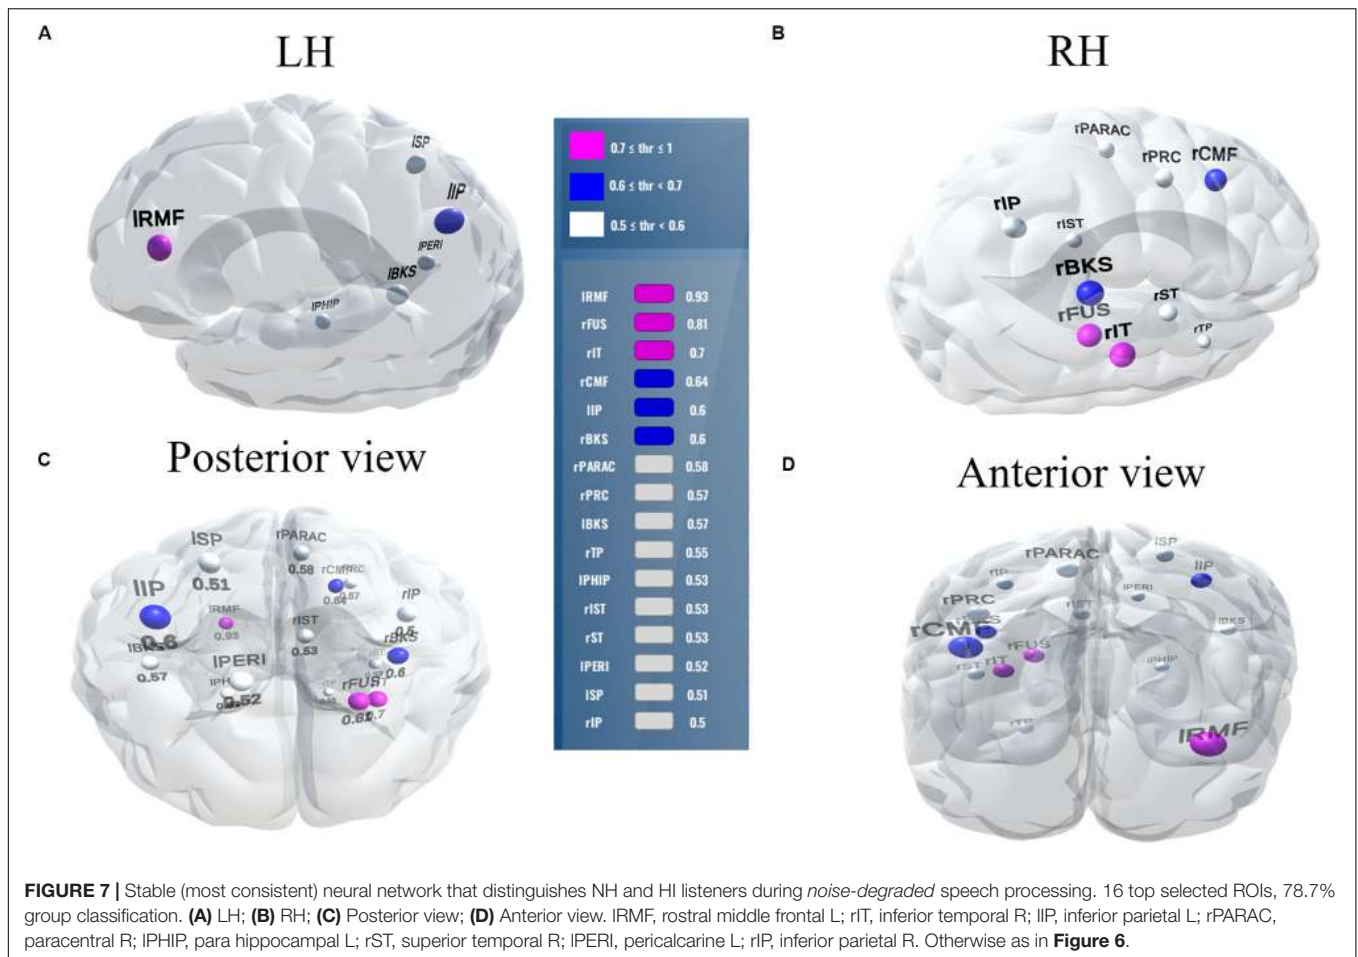 A
LH
lSP
lIP
lRMF
lPERI
lBKS
lPHIP
0.7 ≤ thr ≤ 1
0.6 ≤ thr < 0.7
0.5 ≤ thr < 0.6
lRMF 0.93
rFUS 0.81
rIT 0.7
rCMF 0.64
lIP 0.6
rBKS 0.6
rPARAC 0.58
rPRC 0.57
lBKS 0.57
rTP 0.55
lPHIP 0.53
rIST 0.53
rST 0.53
lPERI 0.52
lSP 0.51
rIP 0.5
B
RH
rPARAC
rPRC
rCMF
rIP
rIST
rBKS
rFUS
rST
rIT
rTP
C
Posterior view
lSP
0.51
rPARAC
0.58
lIP
0.6
lRMF
0.93
rIP
0.5
rIST
0.53
rBKS
0.6
0.57
lPERI
0.52
rFUS
0.81
D
Anterior view
lSP
rPARAC
lIP
rIP
lPERI
rPRC
rIST
rCMF
lBKS
rFUS
rST
rIT
lPHIP
rTP
lRMF
FIGURE 7 | Stable (most consistent) neural network that distinguishes NH and HI listeners during noise-degraded speech processing. 16 top selected ROIs, 78.7%
group classification. (A) LH; (B) RH; (C) Posterior view; (D) Anterior view. lRMF, rostral middle frontal L; rIT, inferior temporal R; lIP, inferior parietal L; rPARAC,
paracentral R; lPHIP, para hippocampal L; rST, superior temporal R; lPERI, pericalcarine L; rIP, inferior parietal R. Otherwise as in Figure 6.